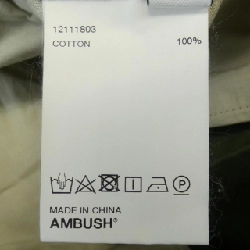 12111803
COTTON 100%
P
MADE IN CHINA
AMBUSH®